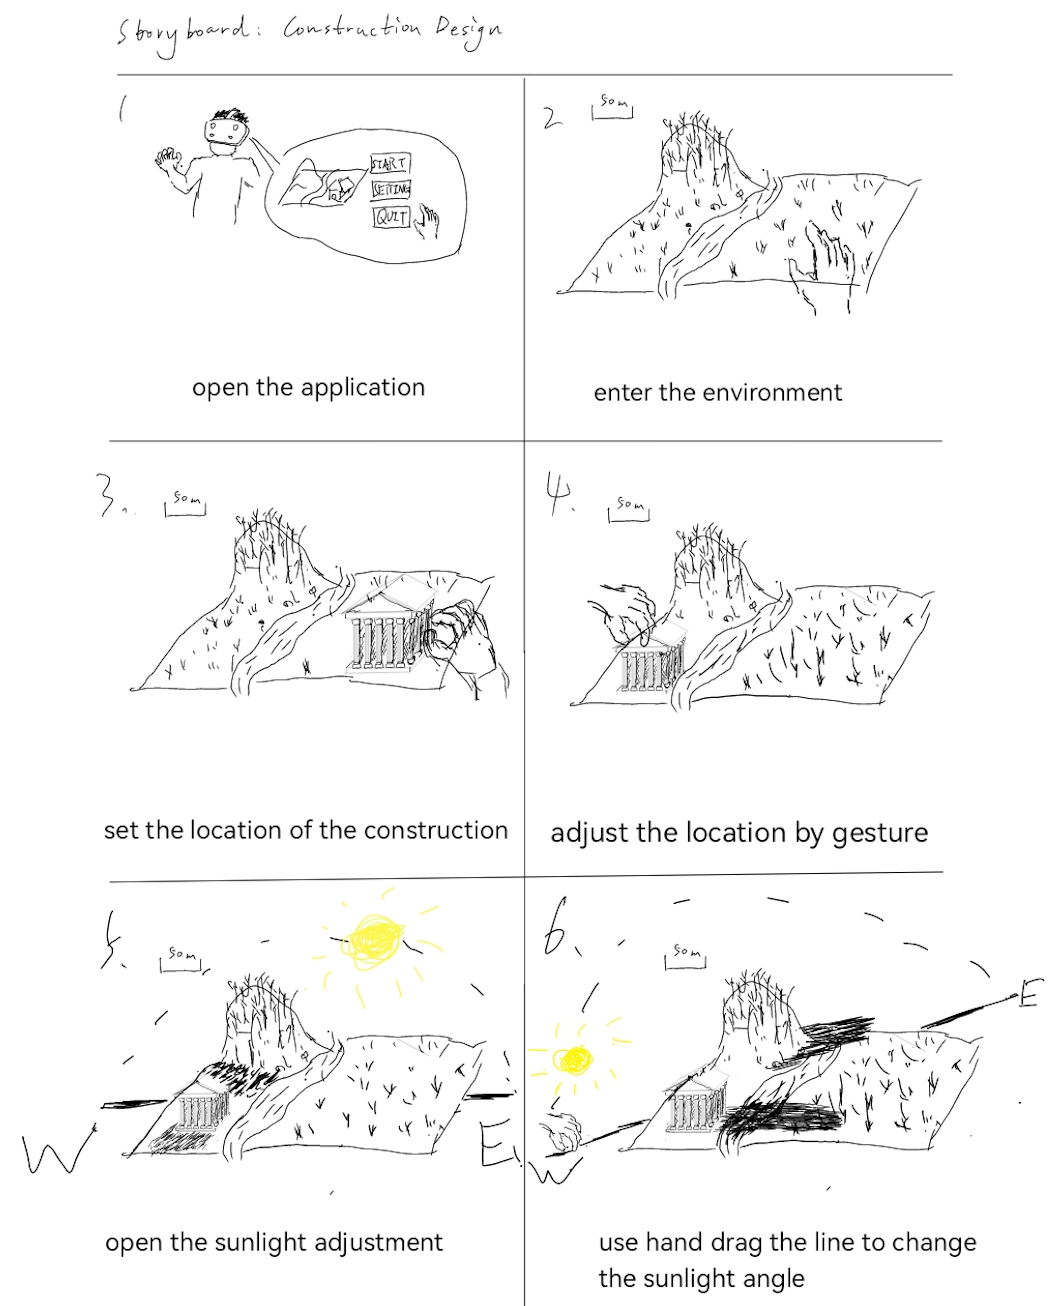 Storyboard: Construction Design
1
START
SETTING
QUIT
open the application
2
50m
enter the environment
3.
50m
set the location of the construction
4.
50m
adjust the location by gesture
5.
50m
W
E
open the sunlight adjustment
6.
50m
E
W
use hand drag the line to change
the sunlight angle